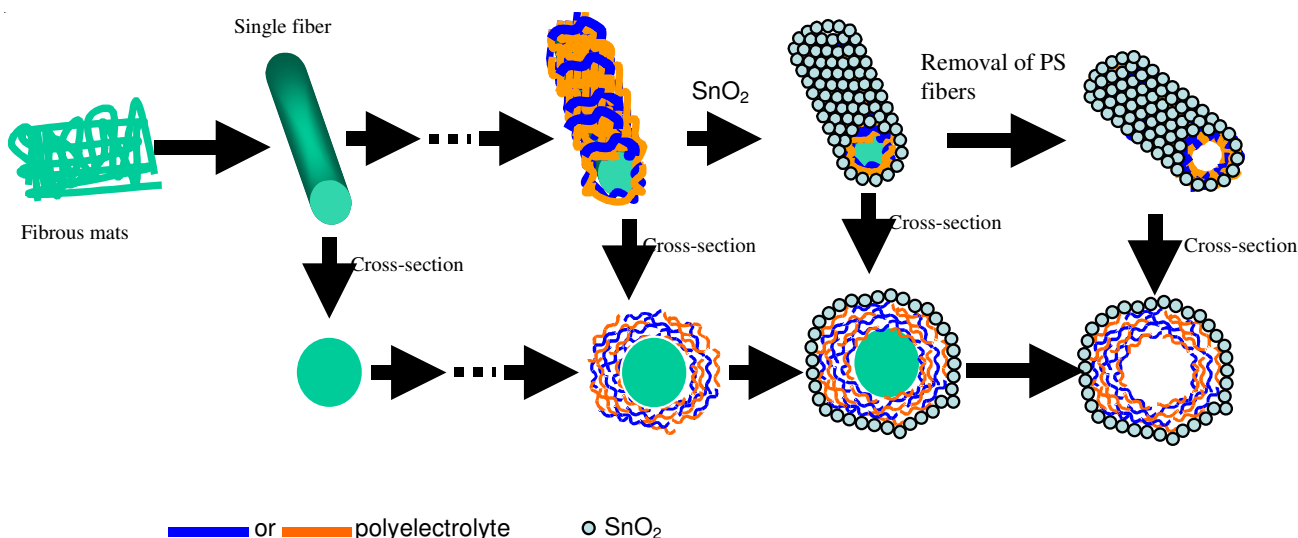 Single fiber
SnO₂
Removal of PS
fibers
Fibrous mats
Cross-section
Cross-section
Cross-section
Cross-section
or
polyelectrolyte
SnO₂